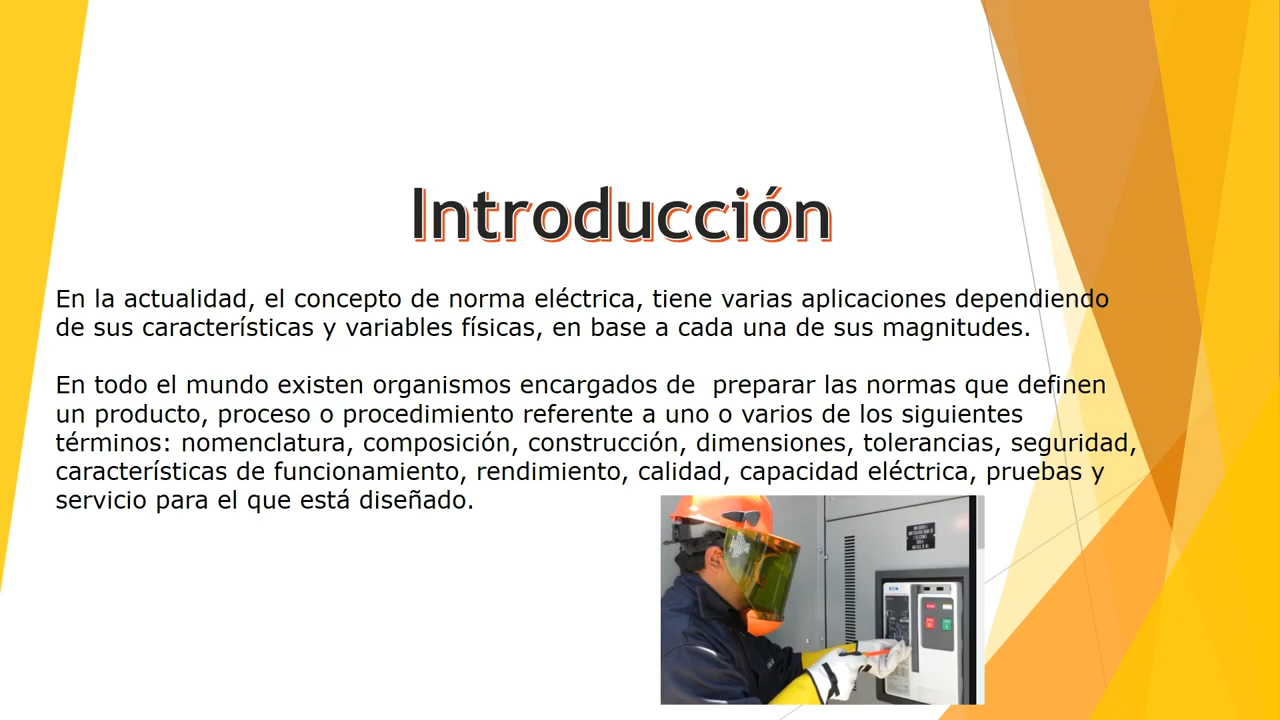 Introducción
En la actualidad, el concepto de norma eléctrica, tiene varias aplicaciones dependiendo
de sus características y variables físicas, en base a cada una de sus magnitudes.
En todo el mundo existen organismos encargados de  preparar las normas que definen
un producto, proceso o procedimiento referente a uno o varios de los siguientes
términos: nomenclatura, composición, construcción, dimensiones, tolerancias, seguridad,
características de funcionamiento, rendimiento, calidad, capacidad eléctrica, pruebas y
servicio para el que está diseñado.